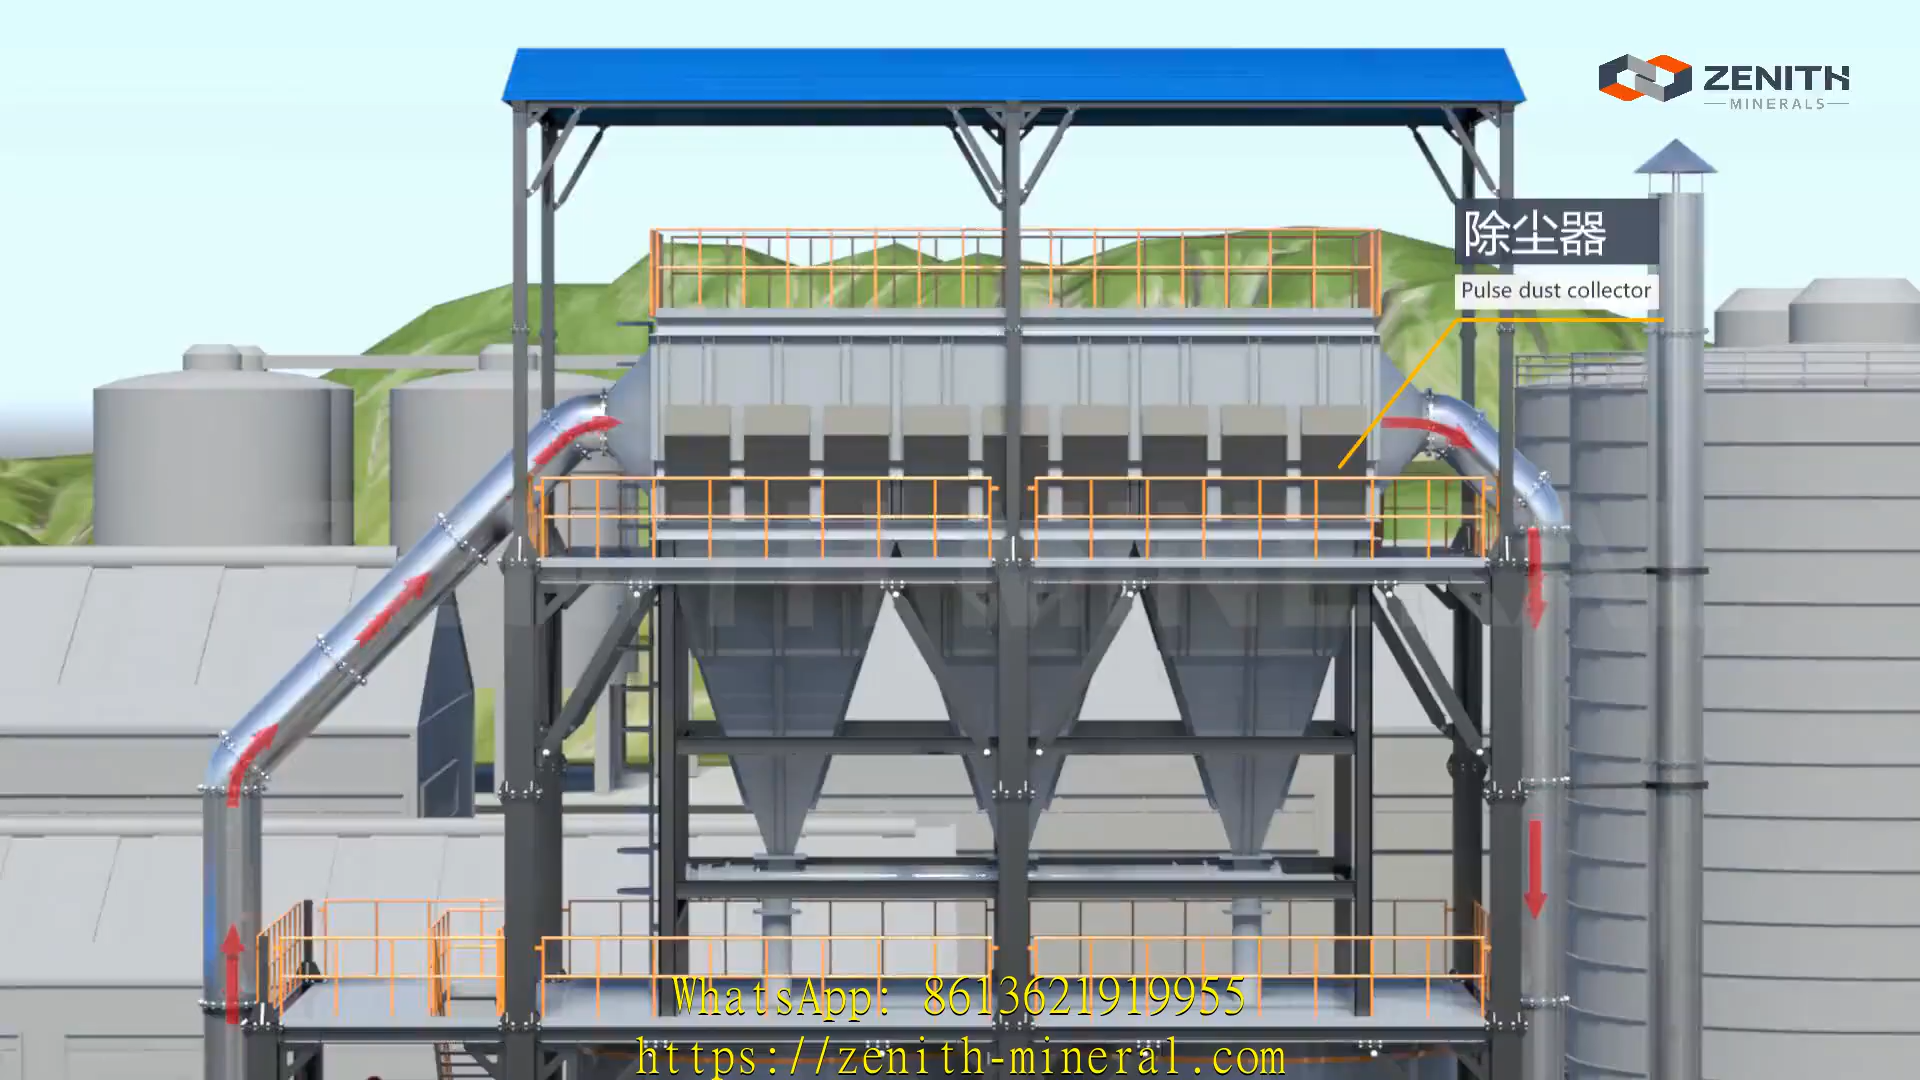 ZENITH
MINERALS
除尘器
Pulse dust collector
WhatsApp: 8613621919955
https://zenith-mineral.com